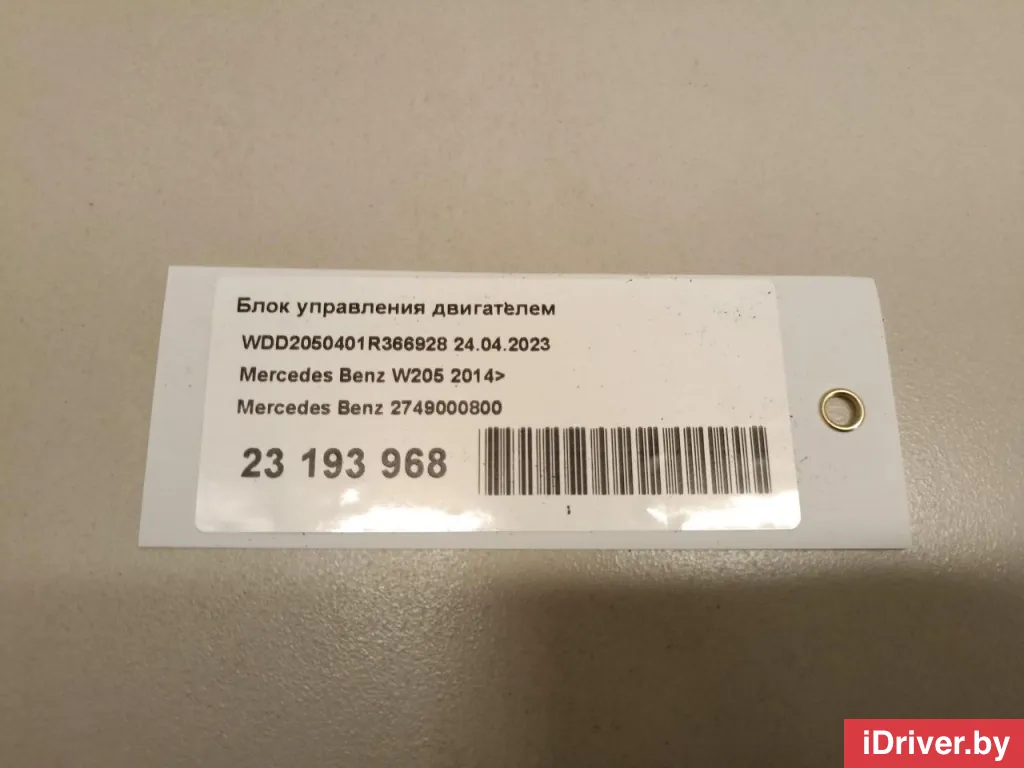 Блок управления двигателем
WDD2050401R366928 24.04.2023
Mercedes Benz W205 2014>
Mercedes Benz 2749000800
23 193 968
iDriver.by